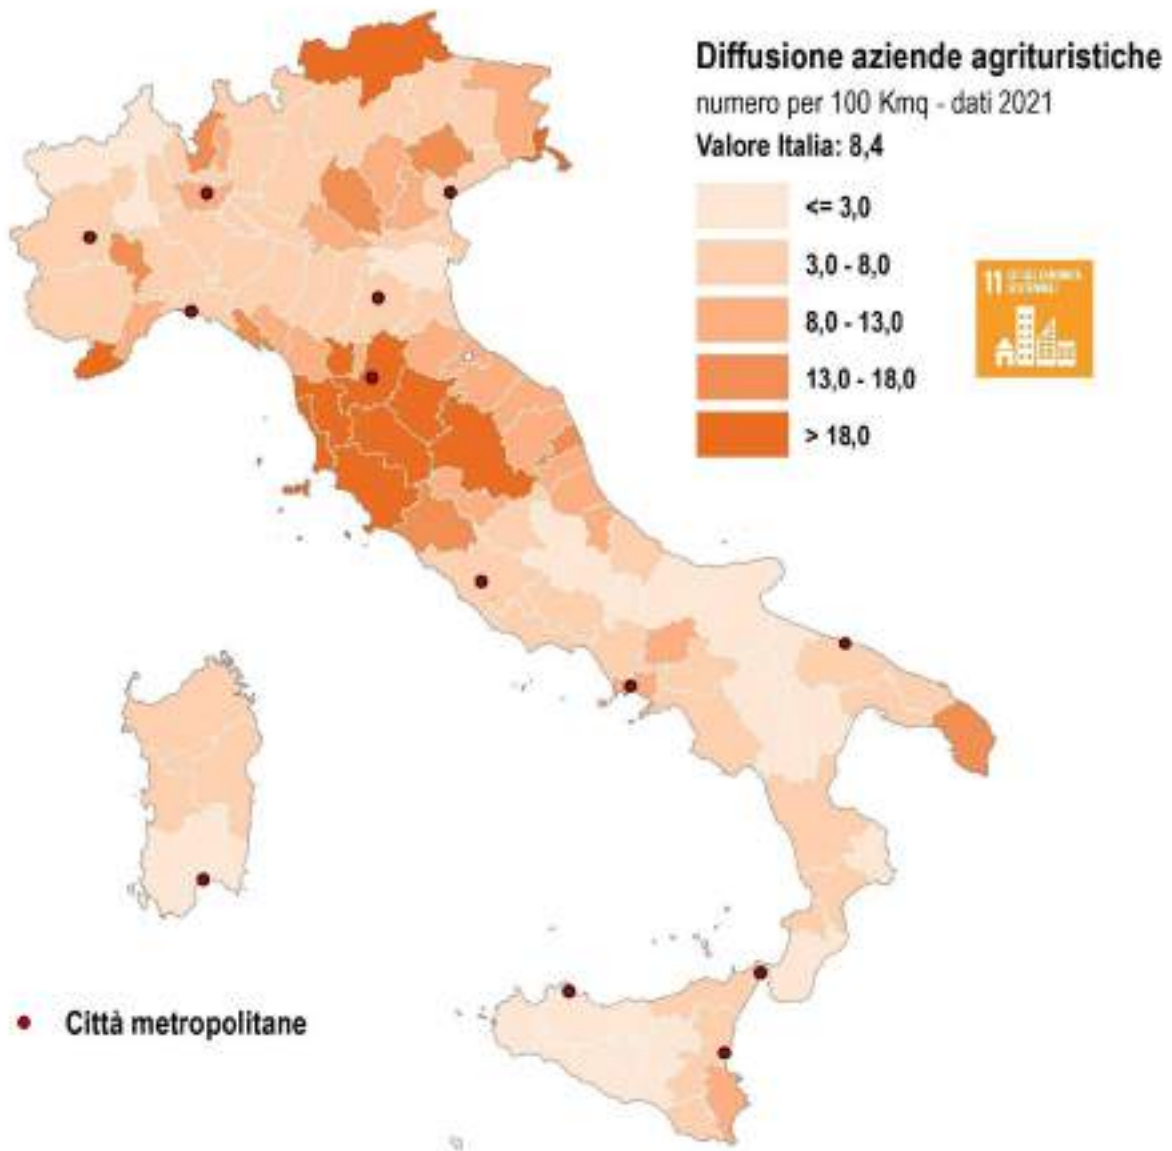 Diffusione aziende agrituristiche
numero per 100 Kmq - dati 2021
Valore Italia: 8,4
<= 3,0
3,0 - 8,0
8,0 - 13,0
13,0 - 18,0
> 18,0
11
Città metropolitane